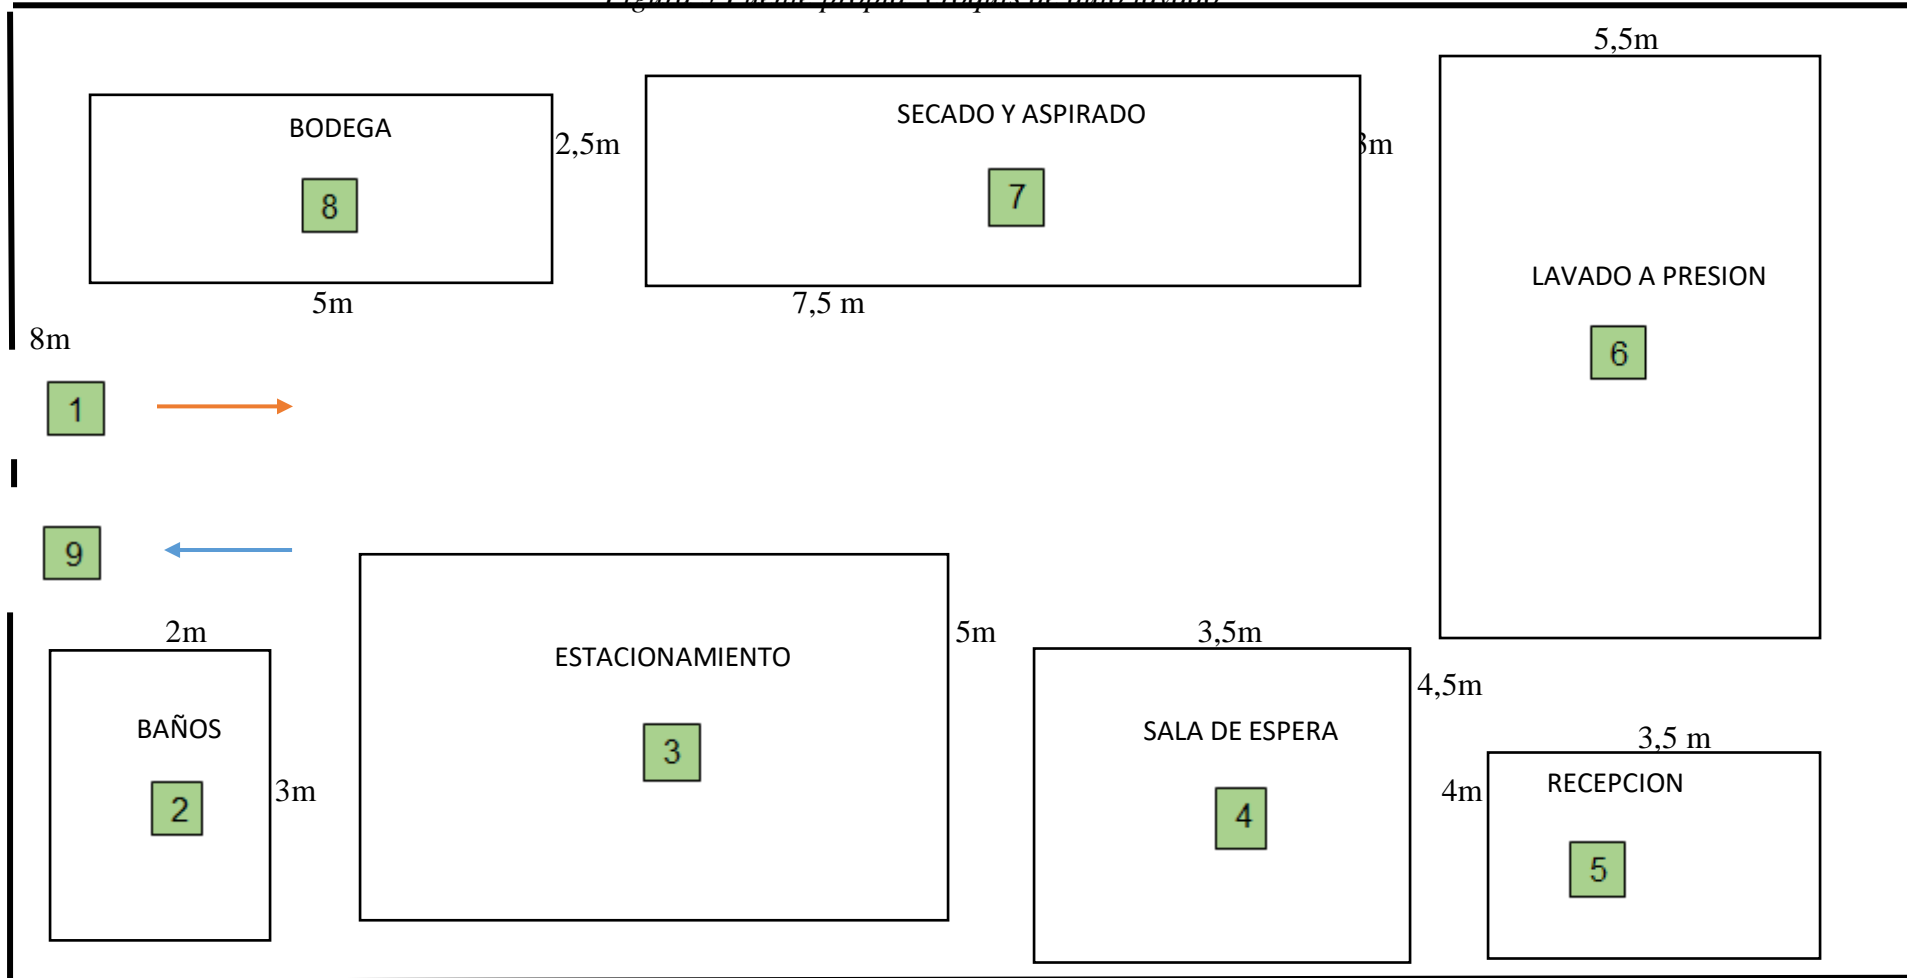 5,5m
BODEGA
2,5m
8
5m
SECADO Y ASPIRADO
3m
7
7,5 m
LAVADO A PRESION
6
8m
1
9
2m
BAÑOS
2
3m
ESTACIONAMIENTO
3
5m
3,5m
SALA DE ESPERA
4
4,5m
3,5 m
4m
RECEPCION
5